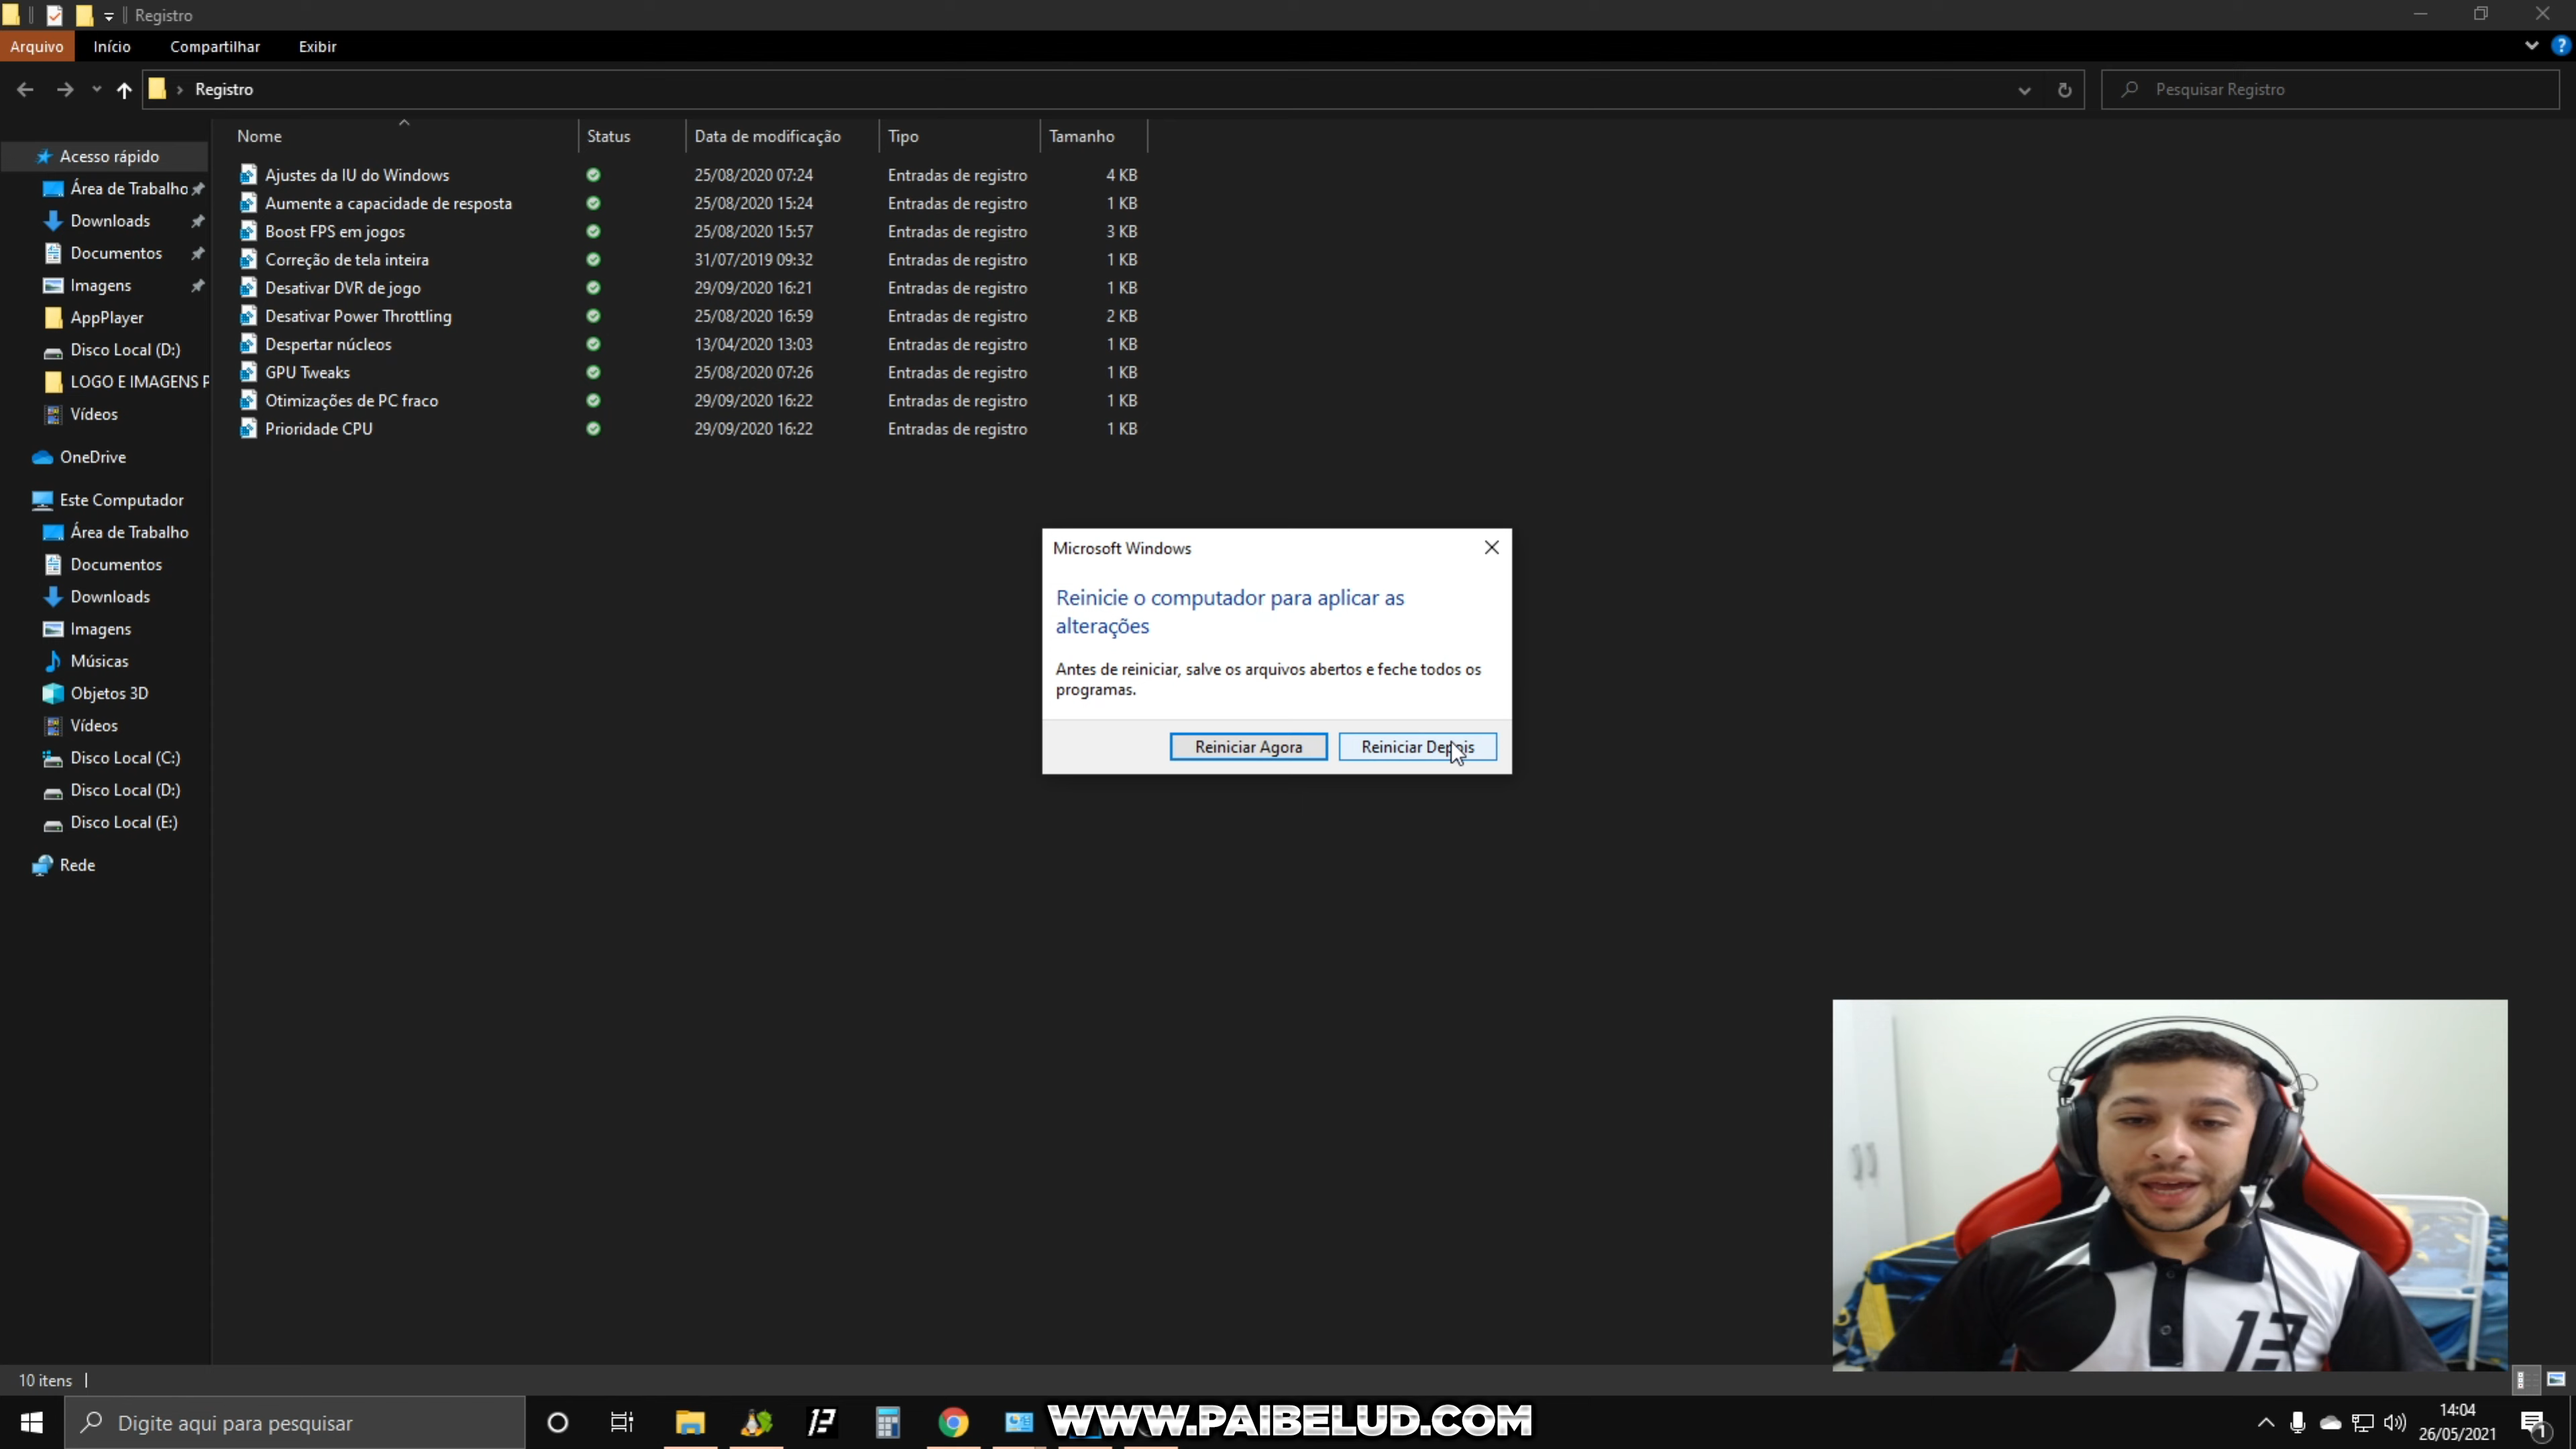 Registro
Arquivo Início Compartilhar Exibir
Registro
Pesquisar Registro
Nome Status Data de modificação Tipo Tamanho
Ajustes da IU do Windows 25/08/2020 07:24 Entradas de registro 4 KB
Aumente a capacidade de resposta 25/08/2020 15:24 Entradas de registro 1 KB
Boost FPS em jogos 25/08/2020 15:57 Entradas de registro 3 KB
Correção de tela inteira 31/07/2019 09:32 Entradas de registro 1 KB
Desativar DVR de jogo 29/09/2020 16:21 Entradas de registro 1 KB
Desativar Power Throttling 25/08/2020 16:59 Entradas de registro 2 KB
Despertar núcleos 13/04/2020 13:03 Entradas de registro 1 KB
GPU Tweaks 25/08/2020 07:26 Entradas de registro 1 KB
Otimizações de PC fraco 29/09/2020 16:22 Entradas de registro 1 KB
Prioridade CPU 29/09/2020 16:22 Entradas de registro 1 KB
Acesso rápido
Área de Trabalho
Downloads
Documentos
Imagens
AppPlayer
Disco Local (D:)
LOGO E IMAGENS P
Vídeos
OneDrive
Este Computador
Área de Trabalho
Documentos
Downloads
Imagens
Músicas
Objetos 3D
Vídeos
Disco Local (C:)
Disco Local (D:)
Disco Local (E:)
Rede
Microsoft Windows
Reinicie o computador para aplicar as
alterações
Antes de reiniciar, salve os arquivos abertos e feche todos os
programas.
Reiniciar Agora Reiniciar Depois
13
10 itens
Digite aqui para pesquisar
13
WWW.PAIBELUD.COM
14:04
26/05/2021
1